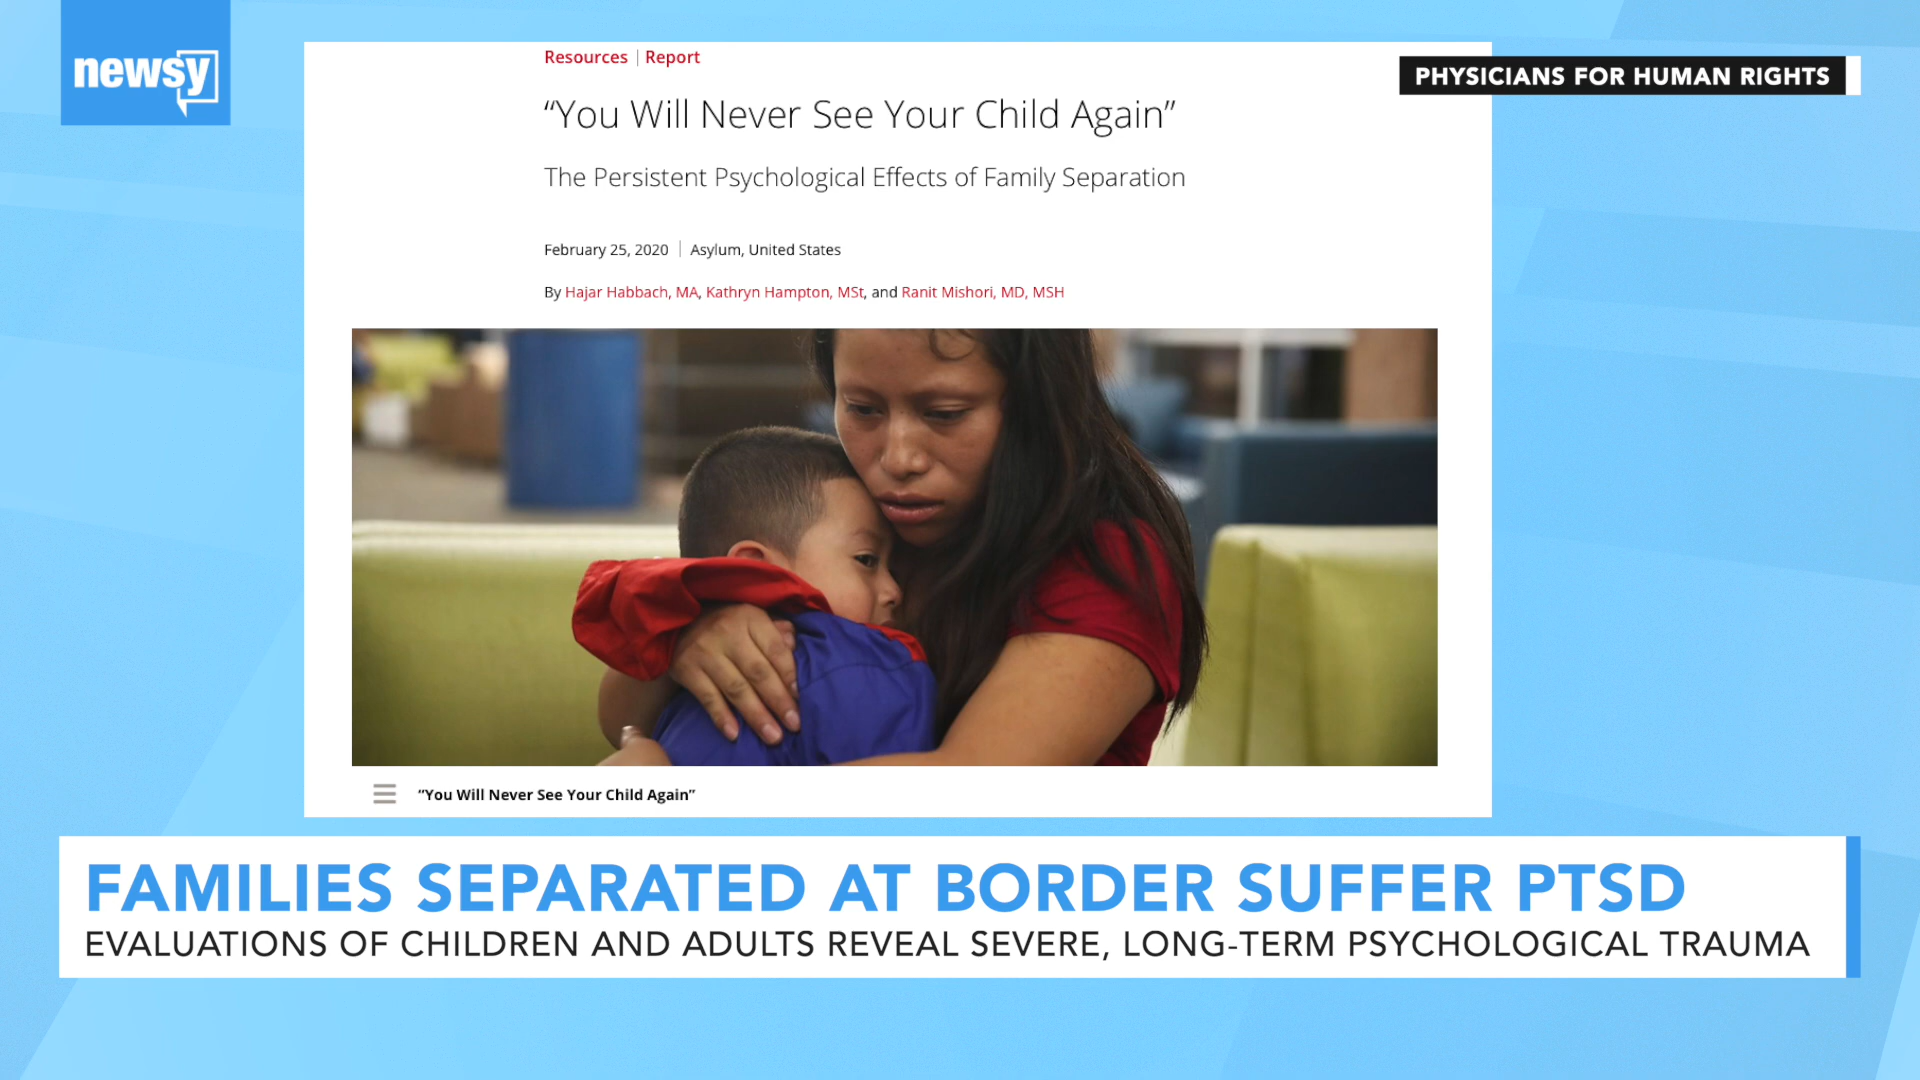 newsy
PHYSICIANS FOR HUMAN RIGHTS
Resources | Report
“You Will Never See Your Child Again”
The Persistent Psychological Effects of Family Separation
February 25, 2020 | Asylum, United States
By Hajar Habbach, MA, Kathryn Hampton, MSt, and Ranit Mishori, MD, MSH
“You Will Never See Your Child Again”
FAMILIES SEPARATED AT BORDER SUFFER PTSD
EVALUATIONS OF CHILDREN AND ADULTS REVEAL SEVERE, LONG-TERM PSYCHOLOGICAL TRAUMA